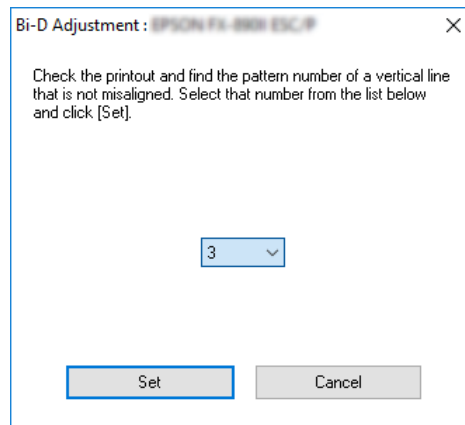 Bi-D Adjustment :
Check the printout and find the pattern number of a vertical line
that is not misaligned. Select that number from the list below
and click [Set].
3
Set
Cancel